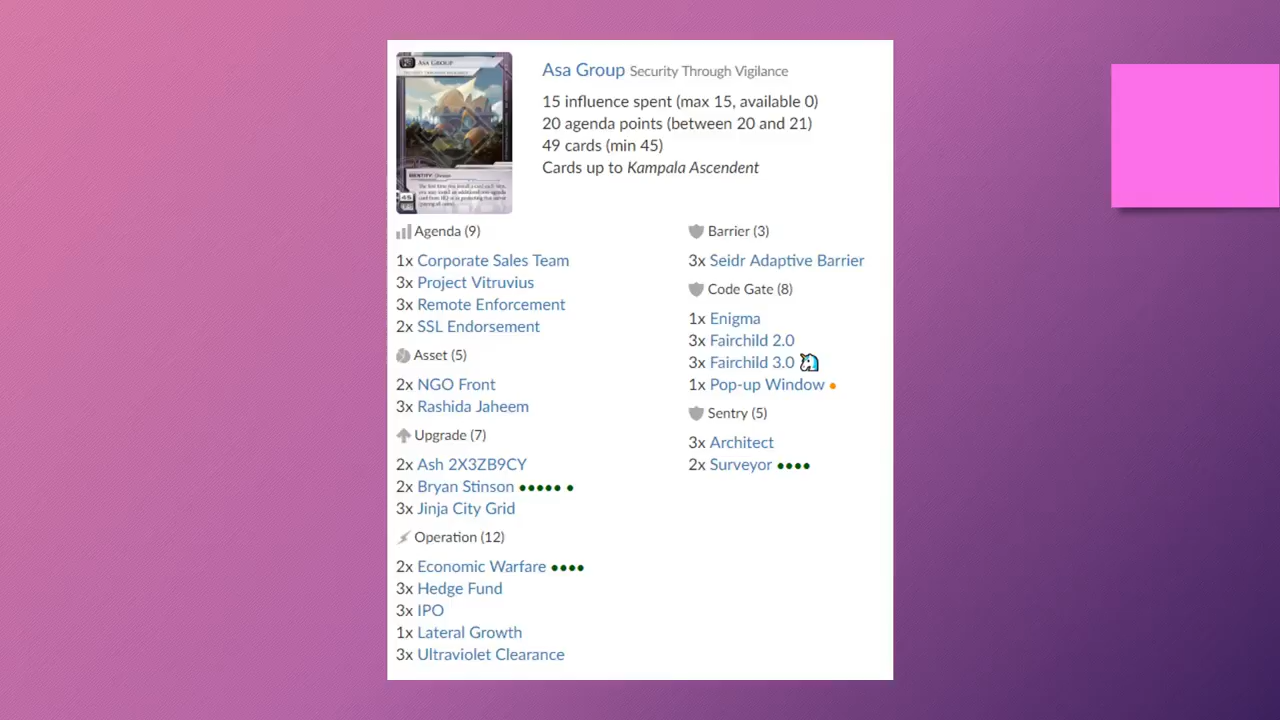 ASA GROUP
Asa Group Security Through Vigilance
15 influence spent (max 15, available 0)
20 agenda points (between 20 and 21)
49 cards (min 45)
Cards up to Kampala Ascendent
45
Agenda (9)
1x Corporate Sales Team
3x Project Vitruvius
3x Remote Enforcement
2x SSL Endorsement
Asset (5)
2x NGO Front
3x Rashida Jaheem
Upgrade (7)
2x Ash 2X3ZB9CY
2x Bryan Stinson ●●●●● ●
3x Jinja City Grid
Operation (12)
2x Economic Warfare ●●●●
3x Hedge Fund
3x IPO
1x Lateral Growth
3x Ultraviolet Clearance
Barrier (3)
3x Seidr Adaptive Barrier
Code Gate (8)
1x Enigma
3x Fairchild 2.0
3x Fairchild 3.0 🦄
1x Pop-up Window ●
Sentry (5)
3x Architect
2x Surveyor ●●●●